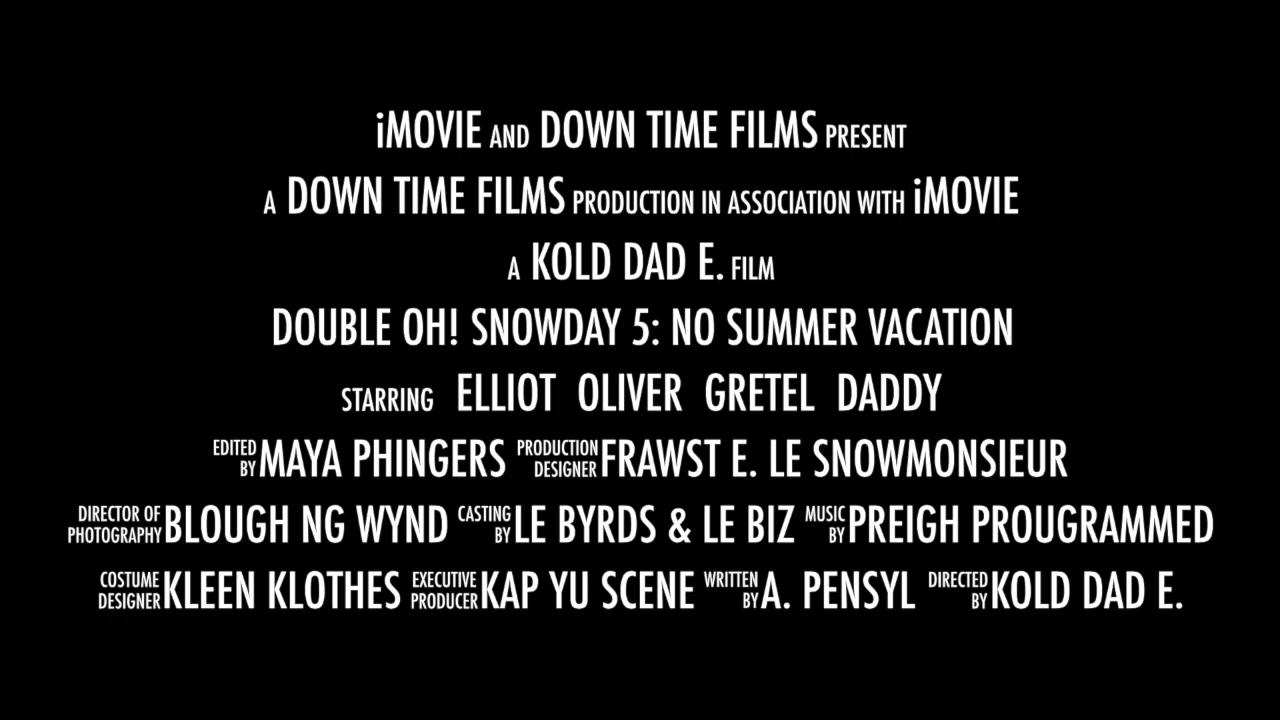 iMOVIE AND DOWN TIME FILMS PRESENT
A DOWN TIME FILMS PRODUCTION IN ASSOCIATION WITH iMOVIE
A KOLD DAD E. FILM
DOUBLE OH! SNOWDAY 5: NO SUMMER VACATION
STARRING ELLIOT OLIVER GRETEL DADDY
EDITED BY MAYA PHINGERS PRODUCTION DESIGNER FRAWST E. LE SNOWMONSIEUR
DIRECTOR OF PHOTOGRAPHY BLOUGH NG WYND CASTING BY LE BYRDS & LE BIZ MUSIC BY PREIGH PROUGRAMMED
COSTUME DESIGNER KLEEN KLOTHES EXECUTIVE PRODUCER KAP YU SCENE WRITTEN BY A. PENSYL DIRECTED BY KOLD DAD E.